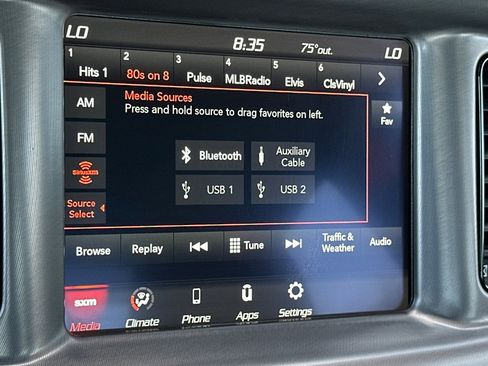 LO 8:35 75°out. LO
1 2 3 4 5 6
Hits 1 80s on 8 Pulse MLBRadio Elvis ClsVinyl
AM
Media Sources
Press and hold source to drag favorites on left.
Fav
FM
Bluetooth
Auxiliary
Cable
SiriusXM
USB 1 USB 2
Source
Select
Browse Replay Tune Traffic &
Weather
Audio
sxm
Media Climate Phone Apps Settings